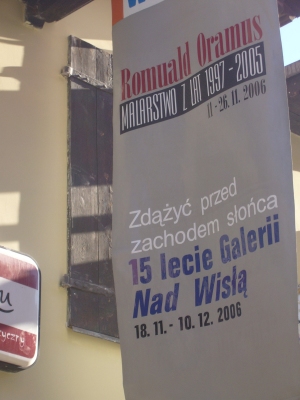 Romuald Oramus
MALARSTWO Z LAT 1997 - 2005
11 - 26. 11. 2006
Zdążyć przed
zachodem słońca
15 lecie Galerii
Nad Wisłą
18. 11. - 10. 12. 2006